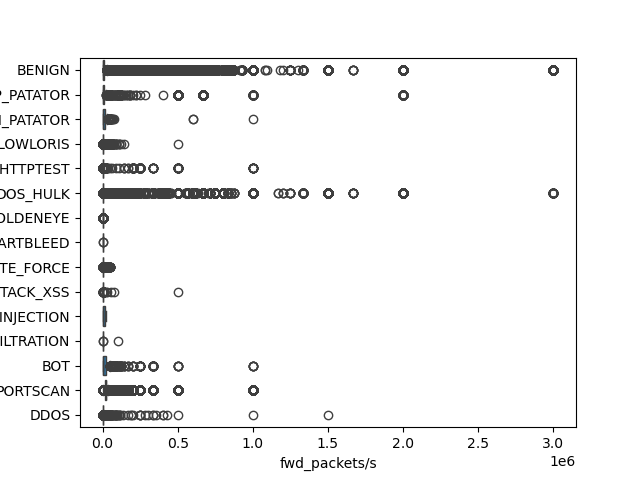 BENIGN
P_PATATOR
H_PATATOR
LOWLORIS
HTTPTEST
DOS_HULK
OLDENEYE
ARTBLEED
TE_FORCE
TACK_XSS
INJECTION
ILTRATION
BOT
PORTSCAN
DDOS
0.0 0.5 1.0 1.5 2.0 2.5 3.0
fwd_packets/s 1e6